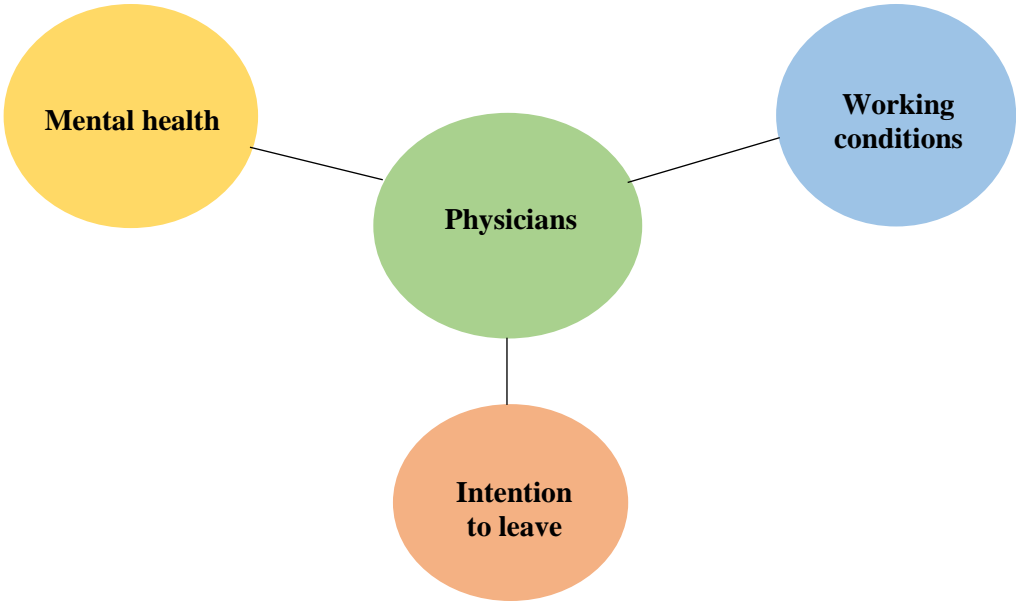 Mental health
Working
conditions
Physicians
Intention
to leave